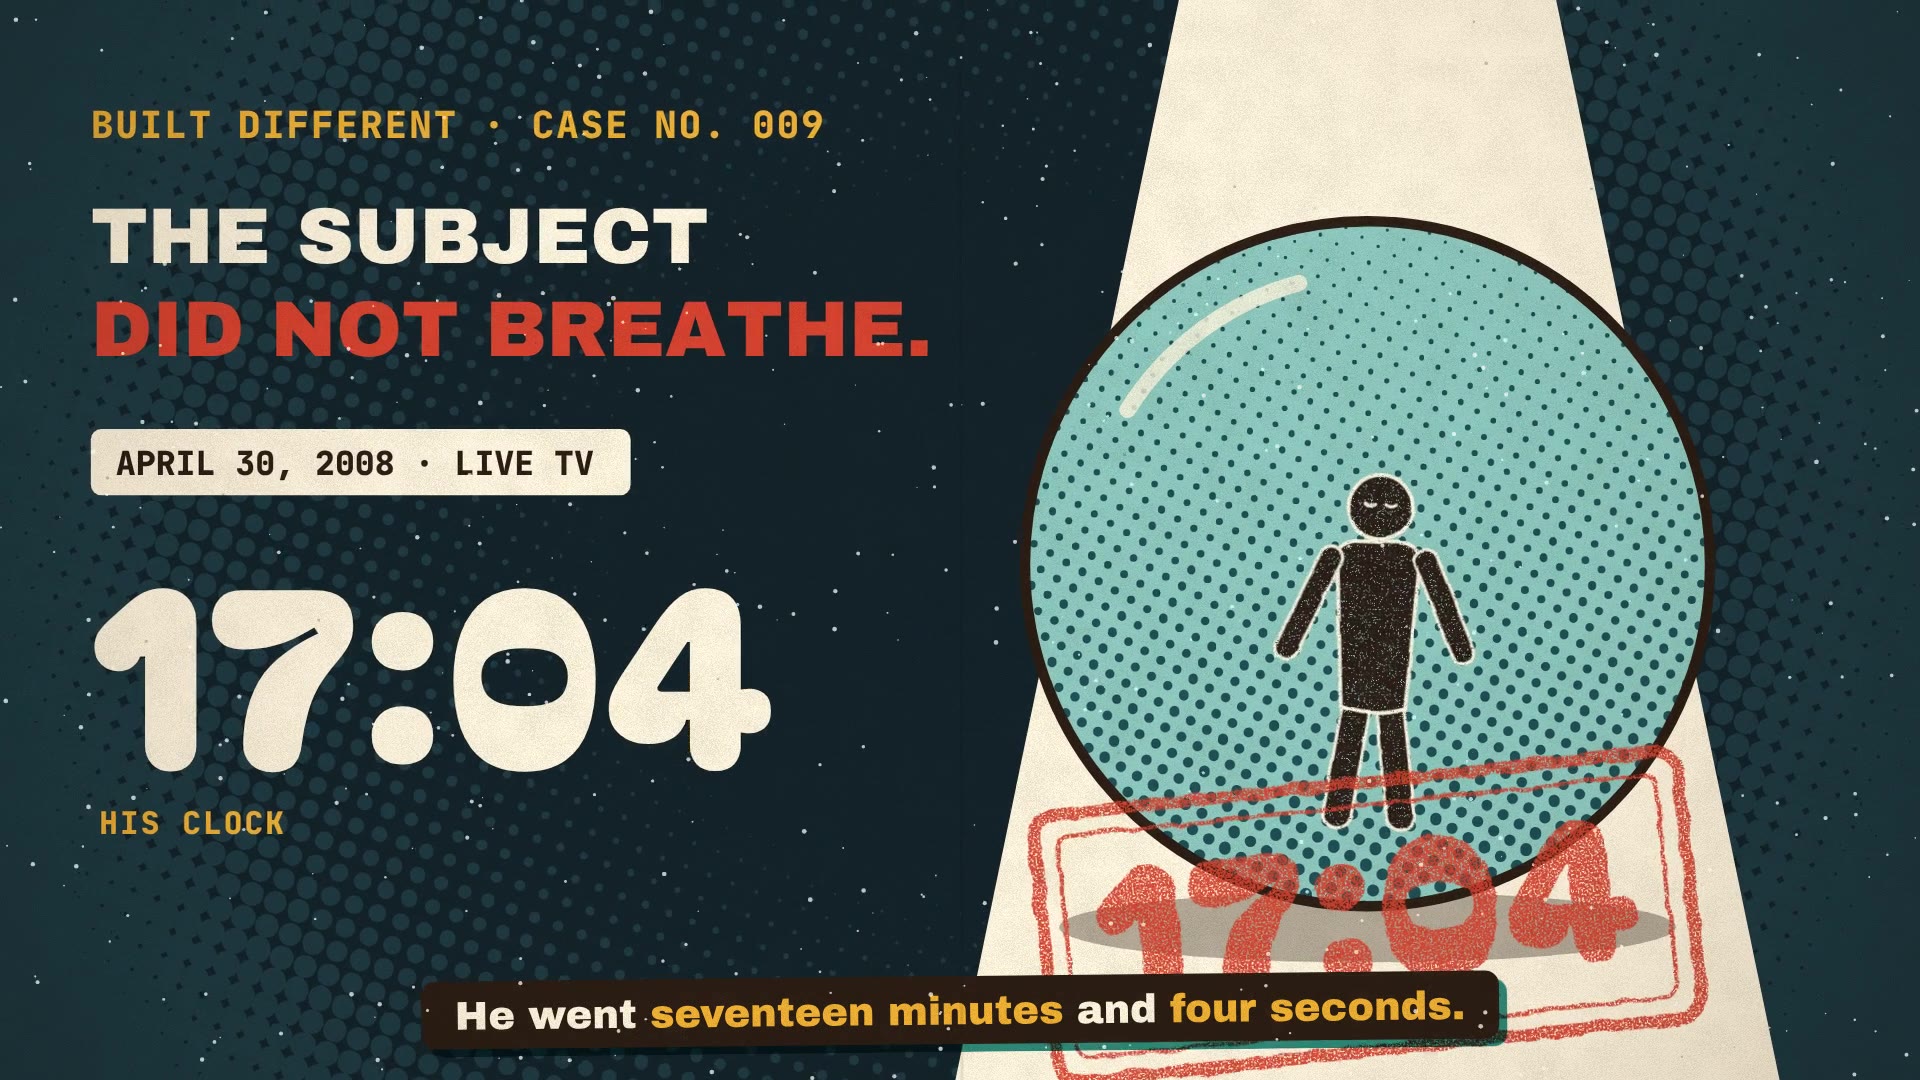 BUILT DIFFERENT · CASE NO. 009
THE SUBJECT
DID NOT BREATHE.
APRIL 30, 2008 · LIVE TV
17:04
HIS CLOCK
17:04
He went seventeen minutes and four seconds.